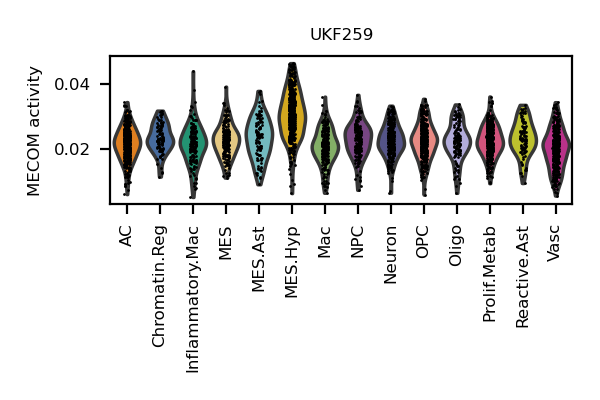 UKF259
MECOM activity
0.04
0.02
AC
Chromatin.Reg
Inflammatory.Mac
MES
MES.Ast
MES.Hyp
Mac
NPC
Neuron
OPC
Oligo
Prolif.Metab
Reactive.Ast
Vasc